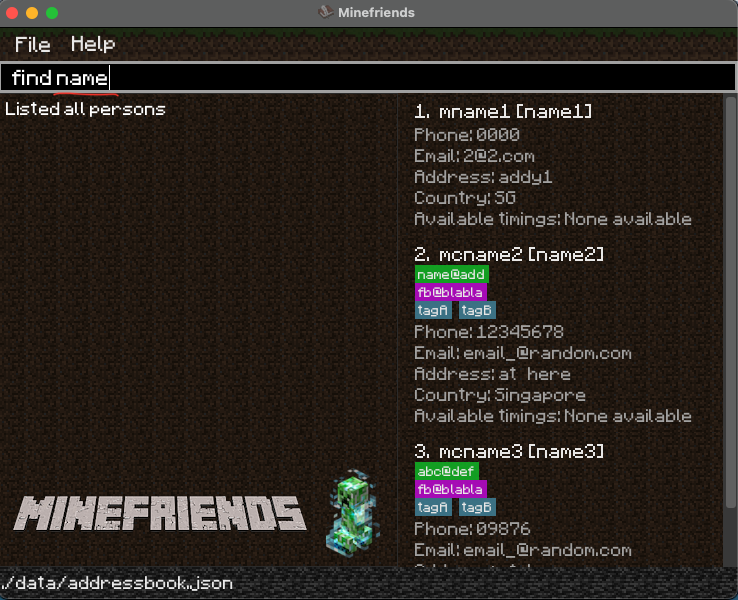 Minefriends
File Help
find name
Listed all persons
1. mname1 [name1]
Phone: 0000
Email: 2@2.com
Address: addy1
Country: SG
Available timings: None available
2. mcname2 [name2]
name@add
fb@blabla
tagA tagB
Phone: 12345678
Email: email_@random.com
Address: at here
Country: Singapore
Available timings: None available
3. mcname3 [name3]
abc@def
fb@blabla
tagA tagB
Phone: 09876
Email: email_@random.com
MINEFRIENDS
./data/addressbook.json